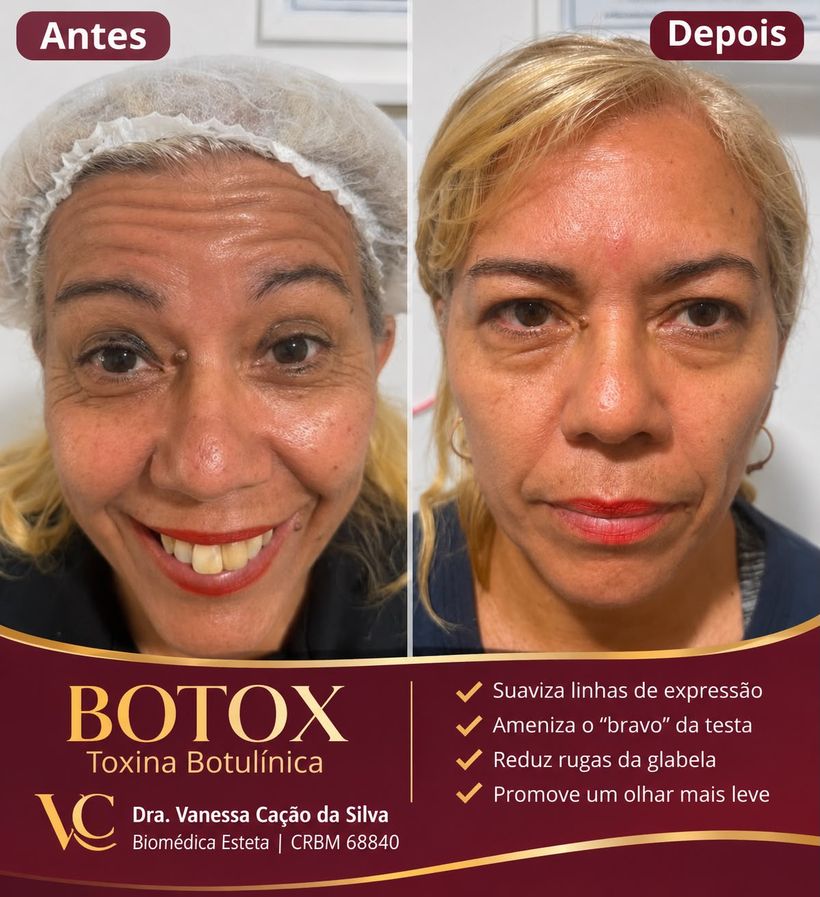 Antes
Depois
BOTOX
Toxina Botulínica
VC
Dra. Vanessa Cação da Silva
Biomédica Esteta | CRBM 68840
Suaviza linhas de expressão
Ameniza o “bravo” da testa
Reduz rugas da glabela
Promove um olhar mais leve